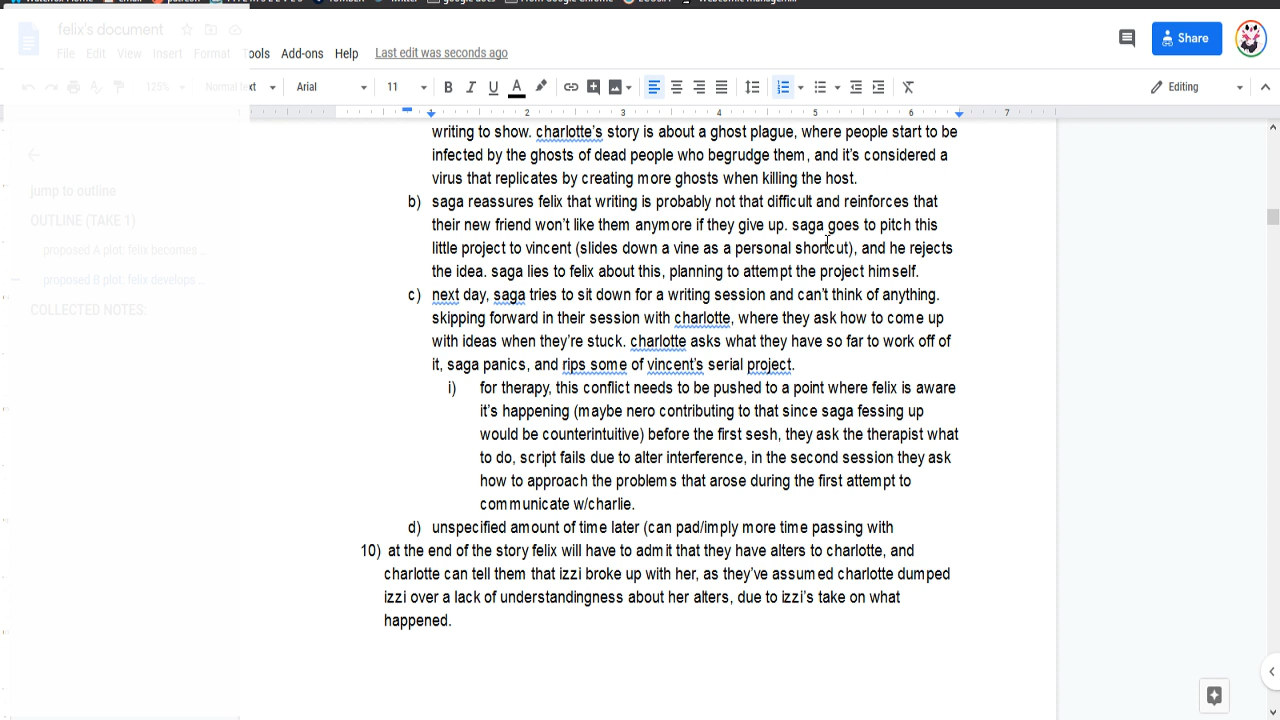 felix's document
File Edit View Insert Format Tools Add-ons Help Last edit was seconds ago
Share
125% Normal text Arial 11 Editing
2 3 4 5 6 7
jump to outline
OUTLINE (TAKE 1)
proposed A plot: felix becomes ...
proposed B plot: felix develops ...
COLLECTED NOTES:
writing to show. charlotte's story is about a ghost plague, where people start to be
infected by the ghosts of dead people who begrudge them, and it's considered a
virus that replicates by creating more ghosts when killing the host.
b) saga reassures felix that writing is probably not that difficult and reinforces that
their new friend won't like them anymore if they give up. saga goes to pitch this
little project to vincent (slides down a vine as a personal shortcut), and he rejects
the idea. saga lies to felix about this, planning to attempt the project himself.
c) next day, saga tries to sit down for a writing session and can't think of anything.
skipping forward in their session with charlotte, where they ask how to come up
with ideas when they're stuck. charlotte asks what they have so far to work off of
it, saga panics, and rips some of vincent's serial project.
i) for therapy, this conflict needs to be pushed to a point where felix is aware
it's happening (maybe nero contributing to that since saga fessing up
would be counterintuitive) before the first sesh, they ask the therapist what
to do, script fails due to alter interference, in the second session they ask
how to approach the problems that arose during the first attempt to
communicate w/charlie.
d) unspecified amount of time later (can pad/imply more time passing with
10) at the end of the story felix will have to admit that they have alters to charlotte, and
charlotte can tell them that izzi broke up with her, as they've assumed charlotte dumped
izzi over a lack of understandingness about her alters, due to izzi's take on what
happened.